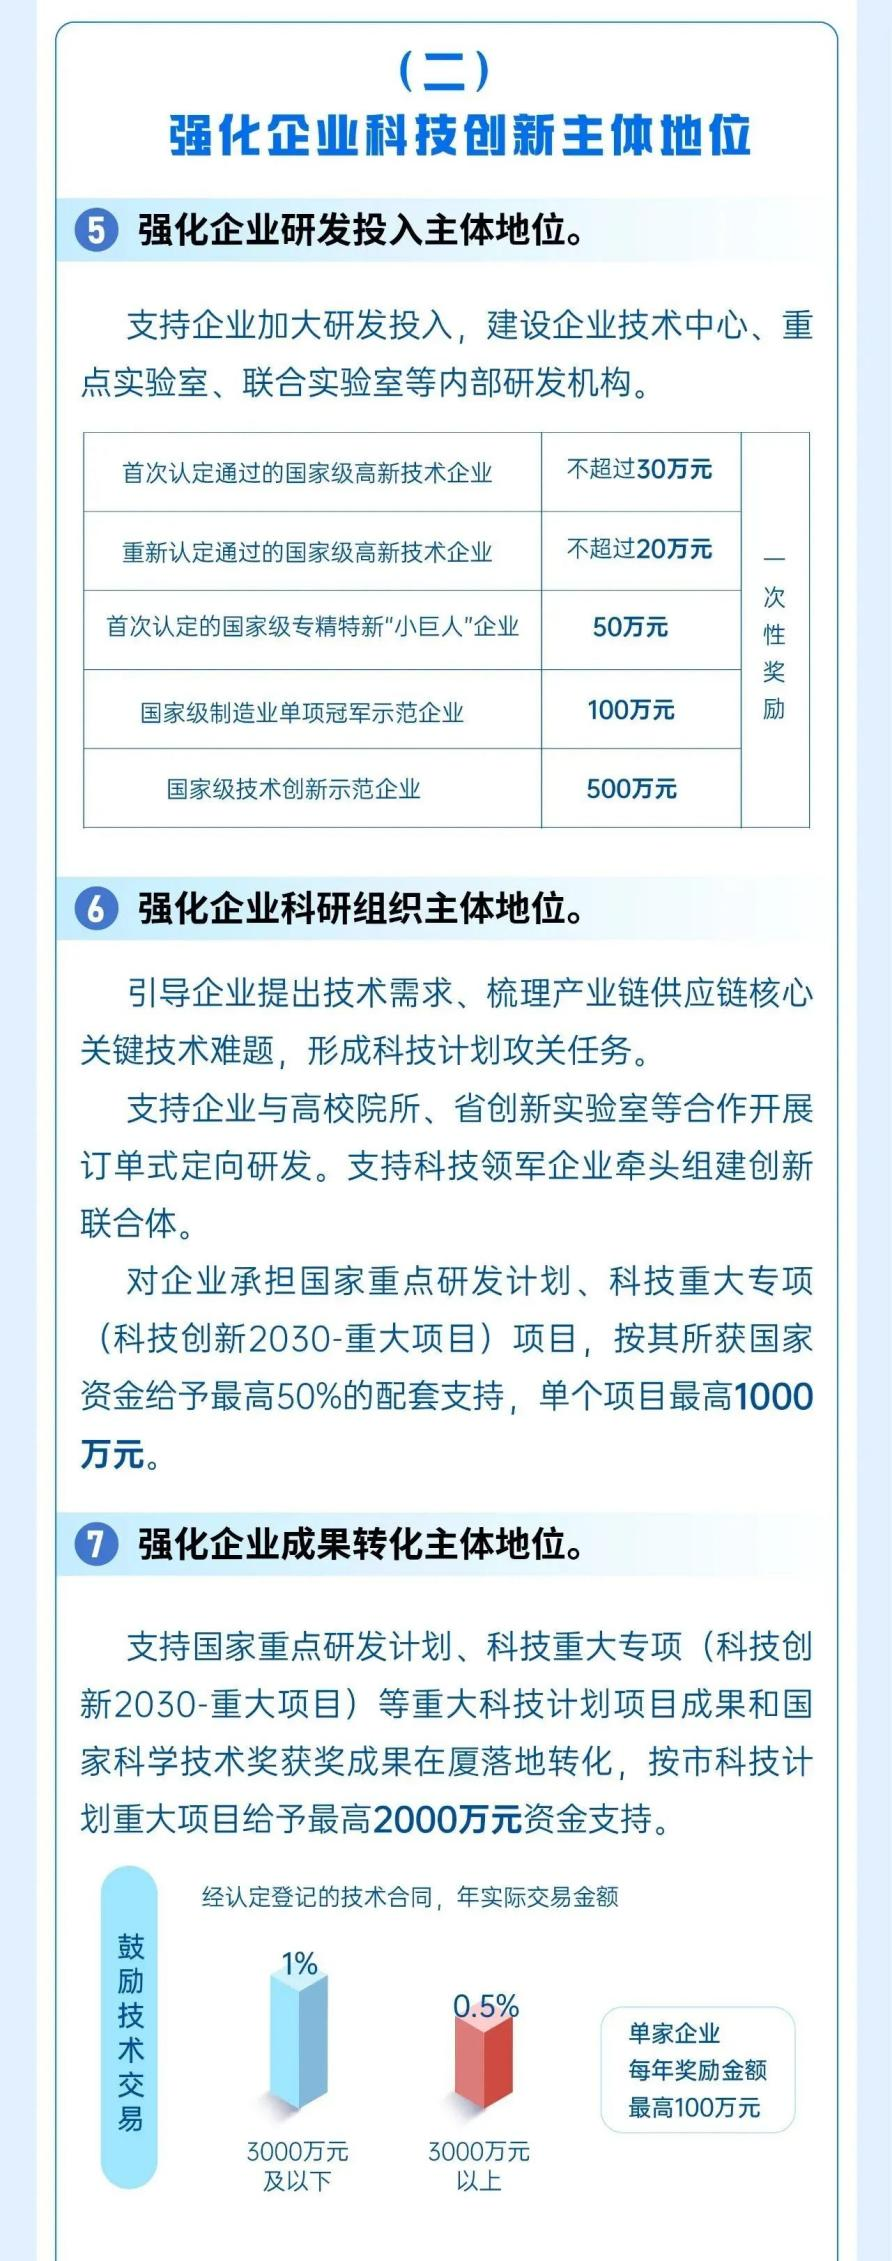 （二）
强化企业科技创新主体地位
5 强化企业研发投入主体地位。
支持企业加大研发投入，建设企业技术中心、重
点实验室、联合实验室等内部研发机构。
首次认定通过的国家级高新技术企业 不超过30万元
重新认定通过的国家级高新技术企业 不超过20万元
首次认定的国家级专精特新“小巨人”企业 50万元
国家级制造业单项冠军示范企业 100万元
国家级技术创新示范企业 500万元
一次性奖励
6 强化企业科研组织主体地位。
引导企业提出技术需求、梳理产业链供应链核心
关键技术难题，形成科技计划攻关任务。
支持企业与高校院所、省创新实验室等合作开展
订单式定向研发。支持科技领军企业牵头组建创新
联合体。
对企业承担国家重点研发计划、科技重大专项
（科技创新2030-重大项目）项目，按其所获国家
资金给予最高50%的配套支持，单个项目最高1000
万元。
7 强化企业成果转化主体地位。
支持国家重点研发计划、科技重大专项（科技创
新2030-重大项目）等重大科技计划项目成果和国
家科学技术奖获奖成果在厦落地转化，按市科技计
划重大项目给予最高2000万元资金支持。
鼓励技术交易
经认定登记的技术合同，年实际交易金额
1%
0.5%
3000万元
及以下
3000万元
以上
单家企业
每年奖励金额
最高100万元